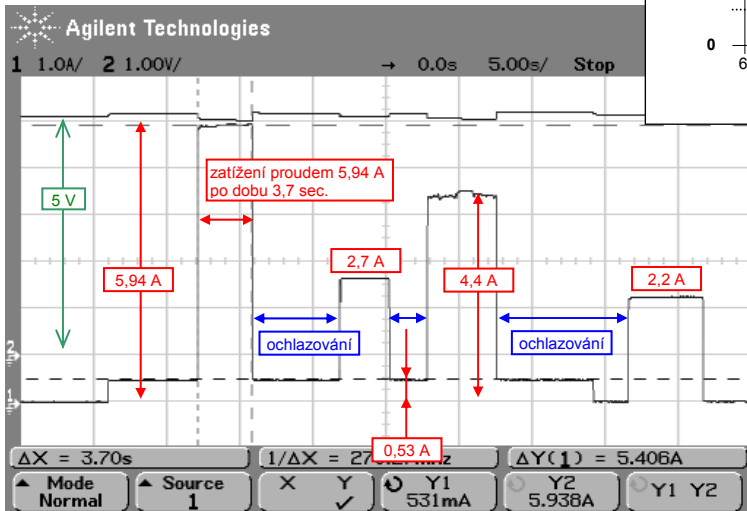 Agilent Technologies
1 1.0A/ 2 1.00V/ → 0.0s 5.00s/ Stop
0
6
zatížení proudem 5,94 A
po dobu 3,7 sec.
5 V
5,94 A
2,7 A
4,4 A
2,2 A
ochlazování
ochlazování
2
1
0,53 A
ΔX = 3.70s
1/ΔX =
ΔY(1) = 5.406A
Mode
Normal
Source
1
X Y
✓
Y1
531mA
Y2
5.938A
Y1 Y2